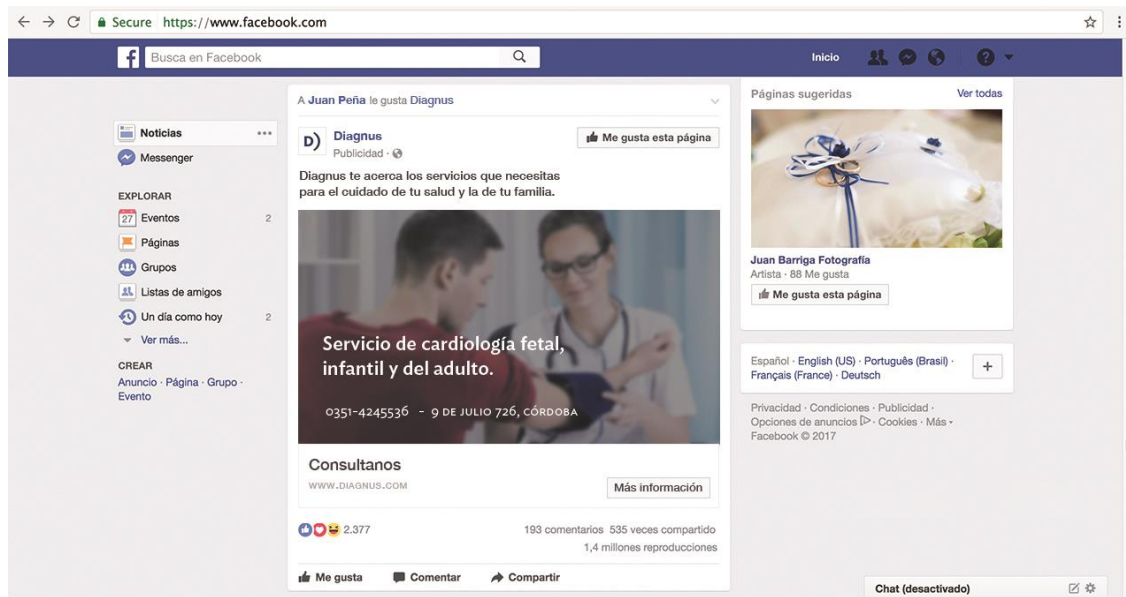 Secure https://www.facebook.com
f Busca en Facebook
Inicio
Noticias
Messenger
EXPLORAR
27 Eventos 2
Páginas
Grupos
Listas de amigos
Un día como hoy 2
Ver más...
CREAR
Anuncio · Página · Grupo ·
Evento
A Juan Peña le gusta Diagnus
D) Diagnus
Publicidad ·
Me gusta esta página
Diagnus te acerca los servicios que necesitas
para el cuidado de tu salud y la de tu familia.
Servicio de cardiología fetal,
infantil y del adulto.
0351-4245536 - 9 DE JULIO 726, CÓRDOBA
Consultanos
WWW.DIAGNUS.COM
Más información
2.377
193 comentarios 535 veces compartido
1,4 millones reproducciones
Me gusta Comentar Compartir
Páginas sugeridas Ver todas
Juan Barriga Fotografía
Artista · 88 Me gusta
Me gusta esta página
Español · English (US) · Português (Brasil) ·
Français (France) · Deutsch
+
Privacidad · Condiciones · Publicidad ·
Opciones de anuncios · Cookies · Más
Facebook © 2017
Chat (desactivado)